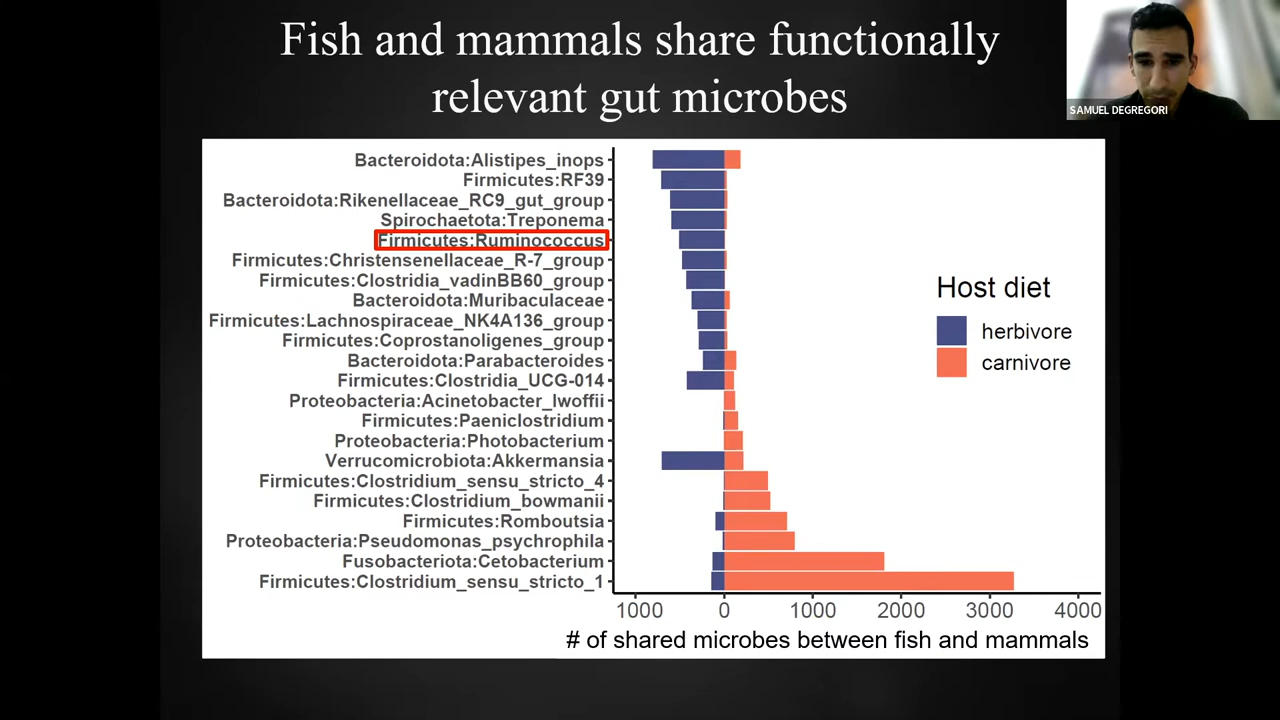 Fish and mammals share functionally
relevant gut microbes
SAMUEL DEGREGORI
Bacteroidota:Alistipes_inops
Firmicutes:RF39
Bacteroidota:Rikenellaceae_RC9_gut_group
Spirochaetota:Treponema
Firmicutes:Ruminococcus
Firmicutes:Christensenellaceae_R-7_group
Firmicutes:Clostridia_vadinBB60_group
Bacteroidota:Muribaculaceae
Firmicutes:Lachnospiraceae_NK4A136_group
Firmicutes:Coprostanoligenes_group
Bacteroidota:Parabacteroides
Firmicutes:Clostridia_UCG-014
Proteobacteria:Acinetobacter_lwoffii
Firmicutes:Paeniclostridium
Proteobacteria:Photobacterium
Verrucomicrobiota:Akkermansia
Firmicutes:Clostridium_sensu_stricto_4
Firmicutes:Clostridium_bowmanii
Firmicutes:Romboutsia
Proteobacteria:Pseudomonas_psychrophila
Fusobacteriota:Cetobacterium
Firmicutes:Clostridium_sensu_stricto_1
Host diet
herbivore
carnivore
1000 0 1000 2000 3000 4000
# of shared microbes between fish and mammals